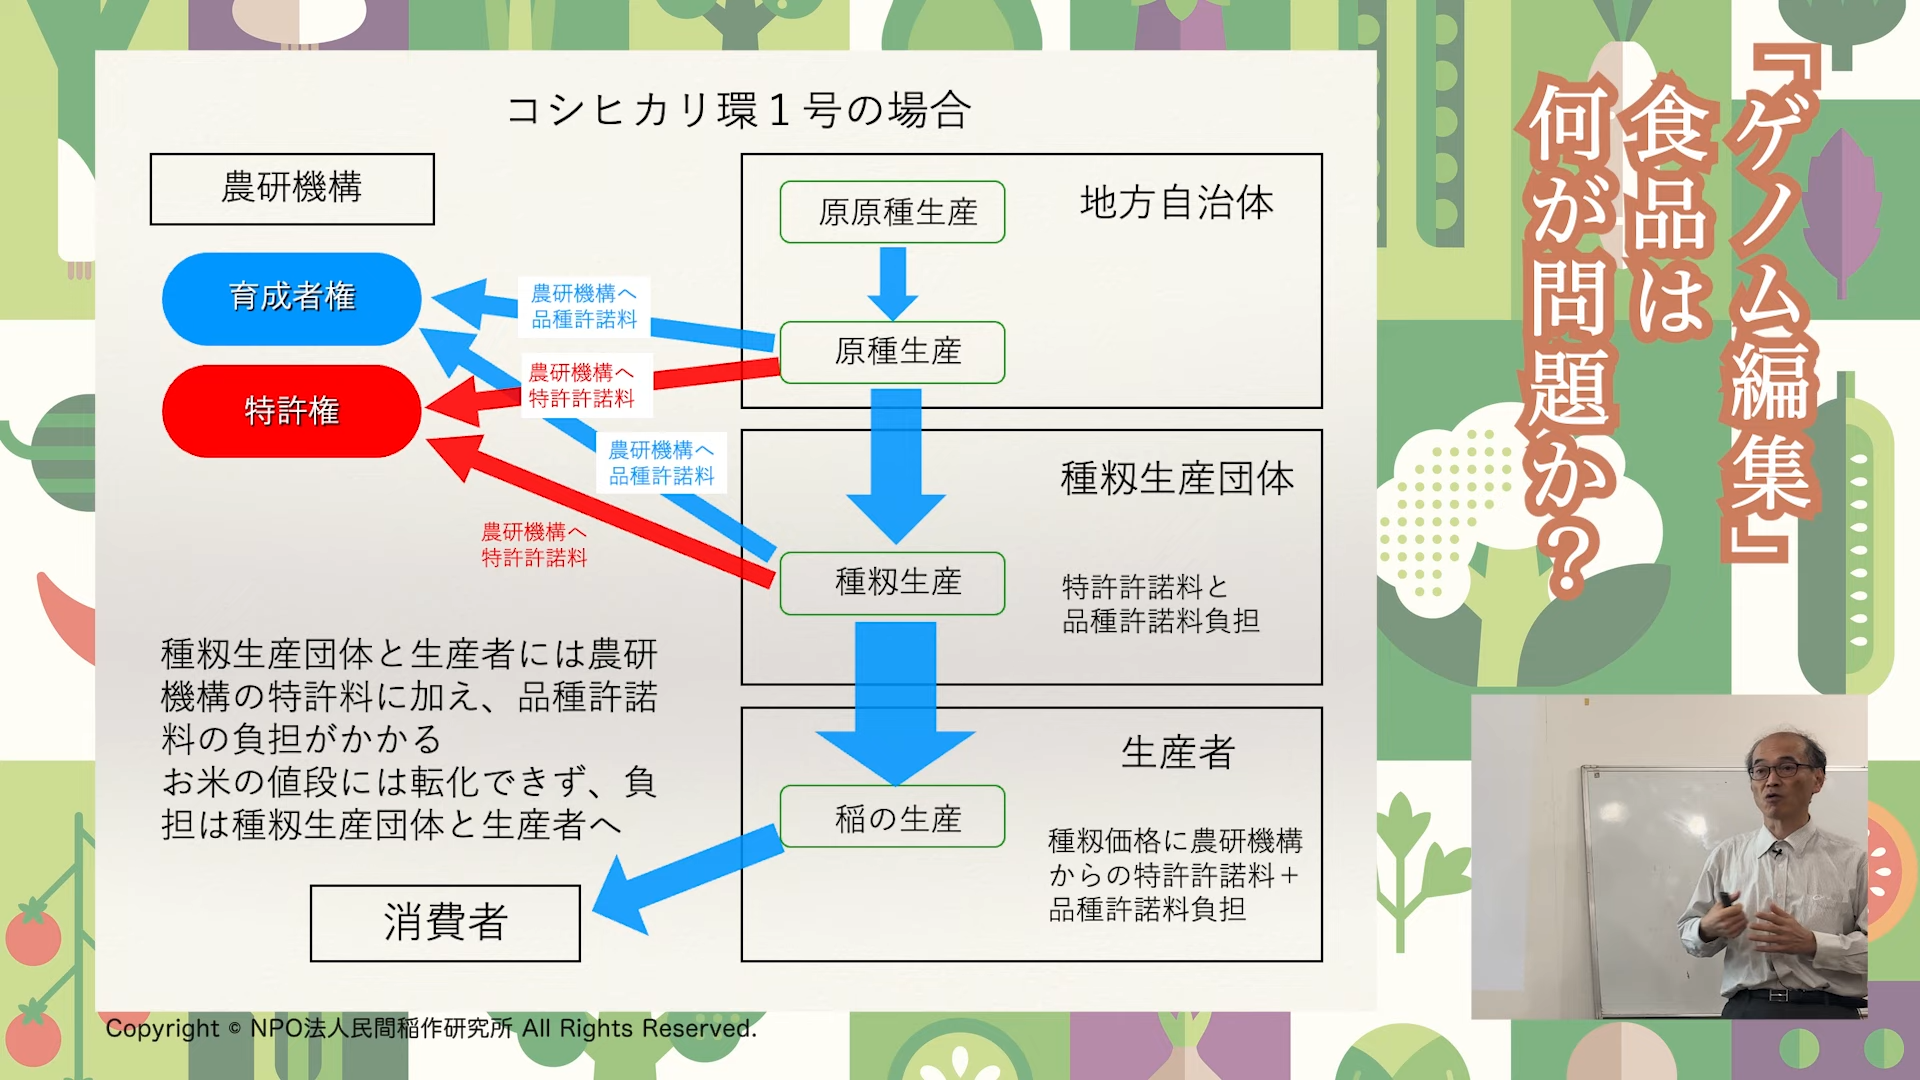 コシヒカリ環１号の場合
農研機構
育成者権
特許権
農研機構へ
品種許諾料
農研機構へ
特許許諾料
農研機構へ
品種許諾料
農研機構へ
特許許諾料
原原種生産
地方自治体
原種生産
種籾生産団体
種籾生産
特許許諾料と
品種許諾料負担
生産者
稲の生産
種籾価格に農研機構
からの特許許諾料＋
品種許諾料負担
種籾生産団体と生産者には農研
機構の特許料に加え、品種許諾
料の負担がかかる
お米の値段には転化できず、負
担は種籾生産団体と生産者へ
消費者
『ゲノム編集』
食品は
何が問題か？
Copyright © NPO法人民間稲作研究所 All Rights Reserved.